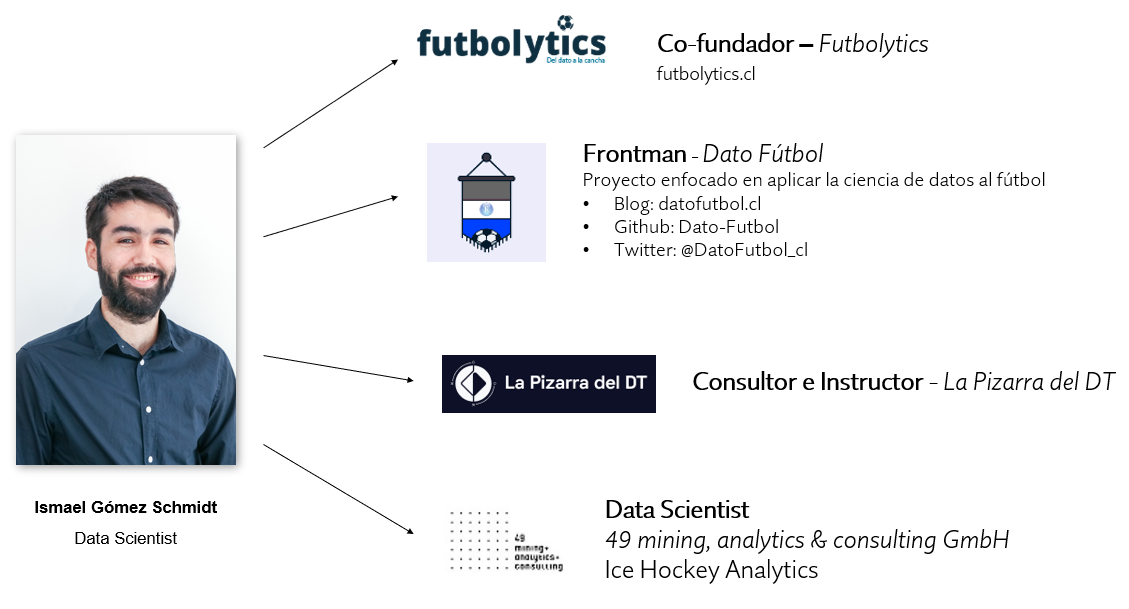 futbolytics
Del dato a la cancha
Co-fundador – Futbolytics
futbolytics.cl
Frontman - Dato Fútbol
Proyecto enfocado en aplicar la ciencia de datos al fútbol
• Blog: datofutbol.cl
• Github: Dato-Futbol
• Twitter: @DatoFutbol_cl
La Pizarra del DT
Consultor e Instructor - La Pizarra del DT
Ismael Gómez Schmidt
Data Scientist
49
mining+
analytics+
consulting
Data Scientist
49 mining, analytics & consulting GmbH
Ice Hockey Analytics